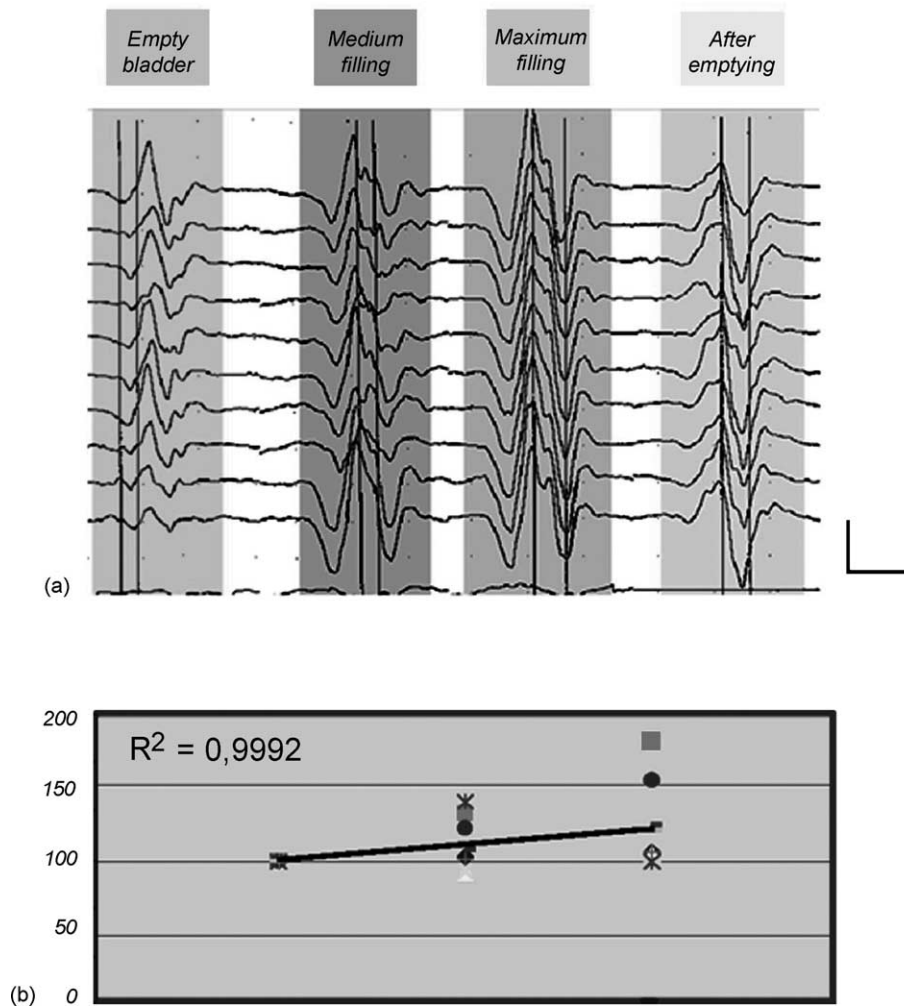 Empty
bladder
Medium
filling
Maximum
filling
After
emptying
(a)
200
R² = 0,9992
150
100
50
0
(b)